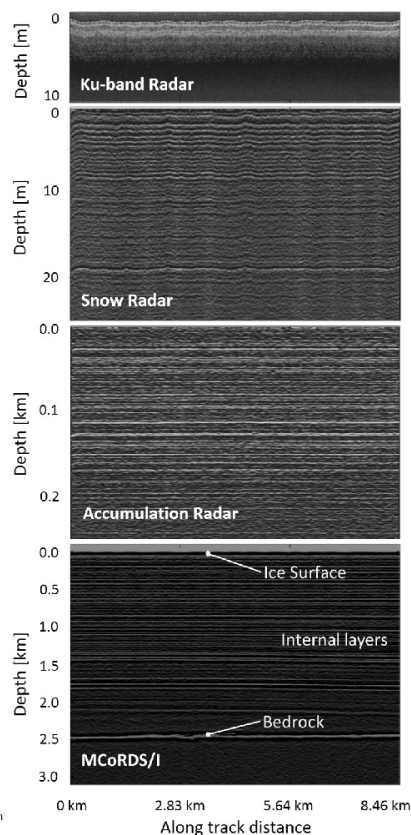 0
Depth [m]
10
Ku-band Radar
0
10
Depth [m]
20
Snow Radar
0.0
0.1
Depth [km]
0.2
Accumulation Radar
0.0
Ice Surface
0.5
1.0
Internal layers
Depth [km]
1.5
2.0
Bedrock
2.5
MCoRDS/I
3.0
0 km 2.83 km 5.64 km 8.46 km
Along track distance